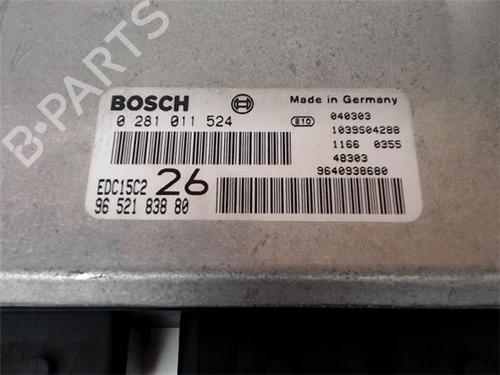 B-PARTS
BOSCH
Made in Germany
0 281 011 524
810
040303
1039S04288
1166 0355
48303
9640938680
EDC15C2
26
96 521 838 80